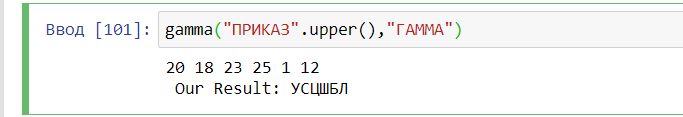 Ввод [101]: gamma("ПРИКАЗ".upper(),"ГАММА")
20 18 23 25 1 12
Our Result: УСЦШБЛ